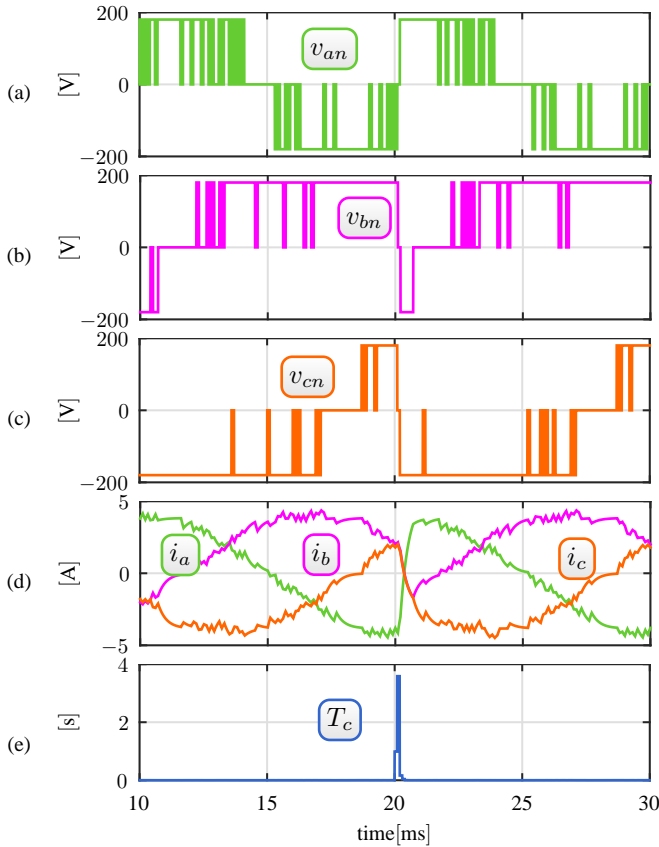 200
v_an
0
(a)
[V]
−200
v_bn
0
(b)
[V]
−200
200
v_cn
0
(c)
[V]
−200
5
i_a
i_b
i_c
0
(d)
[A]
−5
4
T_c
2
(e)
[s]
0
10
15
20
25
30
time[ms]